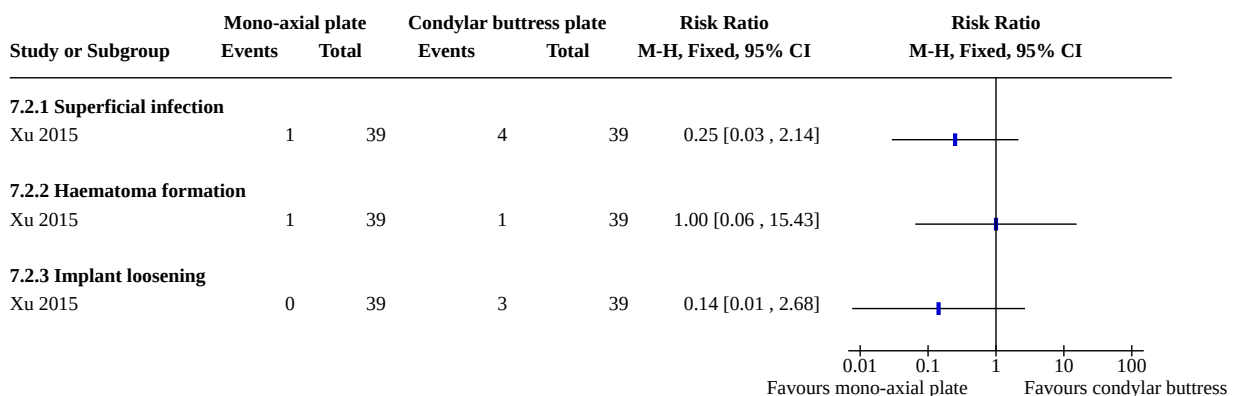 Mono-axial plate Condylar buttress plate Risk Ratio Risk Ratio
Study or Subgroup Events Total Events Total M-H, Fixed, 95% CI M-H, Fixed, 95% CI
7.2.1 Superficial infection
Xu 2015 1 39 4 39 0.25 [0.03 , 2.14]
7.2.2 Haematoma formation
Xu 2015 1 39 1 39 1.00 [0.06 , 15.43]
7.2.3 Implant loosening
Xu 2015 0 39 3 39 0.14 [0.01 , 2.68]
0.01 0.1 1 10 100
Favours mono-axial plate Favours condylar buttress